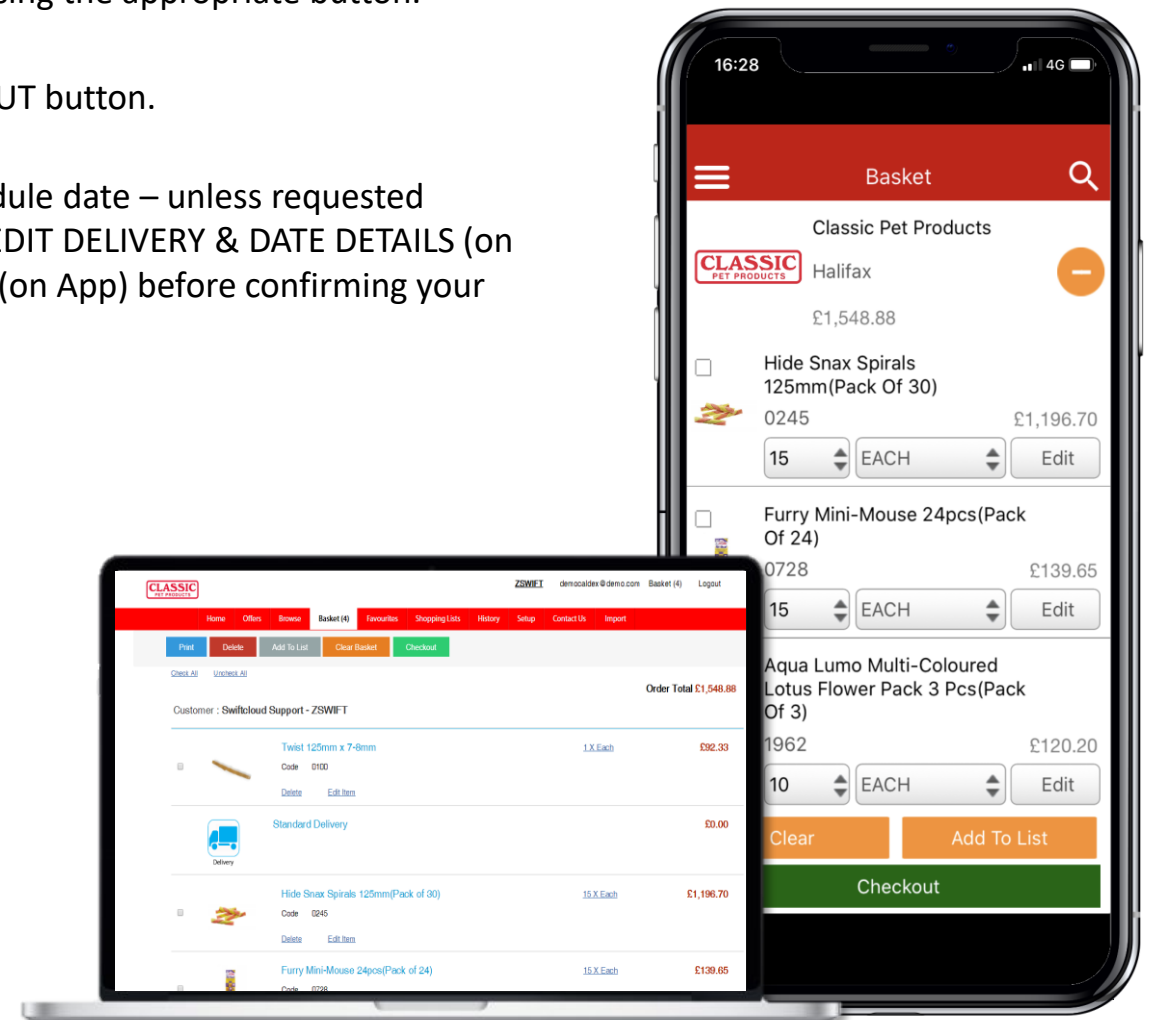 sing the appropriate button.
UT button.
dule date – unless requested
EDIT DELIVERY & DATE DETAILS (on
(on App) before confirming your
16:28
4G
Basket
Classic Pet Products
CLASSIC
PET PRODUCTS
Halifax
£1,548.88
Hide Snax Spirals
125mm(Pack Of 30)
0245 £1,196.70
15 EACH Edit
Furry Mini-Mouse 24pcs(Pack
Of 24)
0728 £139.65
15 EACH Edit
Aqua Lumo Multi-Coloured
Lotus Flower Pack 3 Pcs(Pack
Of 3)
1962 £120.20
10 EACH Edit
Clear Add To List
Checkout
CLASSIC
PET PRODUCTS
ZSWIFT democaldex@demo.com Basket (4) Logout
Home Offers Browse Basket (4) Favourites Shopping Lists History Setup Contact Us Import
Print Delete Add To List Clear Basket Checkout
Check All Uncheck All
Order Total £1,548.88
Customer : Swiftcloud Support - ZSWIFT
Twist 125mm x 7-8mm 1 X Each £92.33
Code 0100
Delete Edit Item
Standard Delivery £0.00
Delivery
Hide Snax Spirals 125mm(Pack of 30) 15 X Each £1,196.70
Code 0245
Delete Edit Item
Furry Mini-Mouse 24pcs(Pack of 24) 15 X Each £139.65
Code 0728